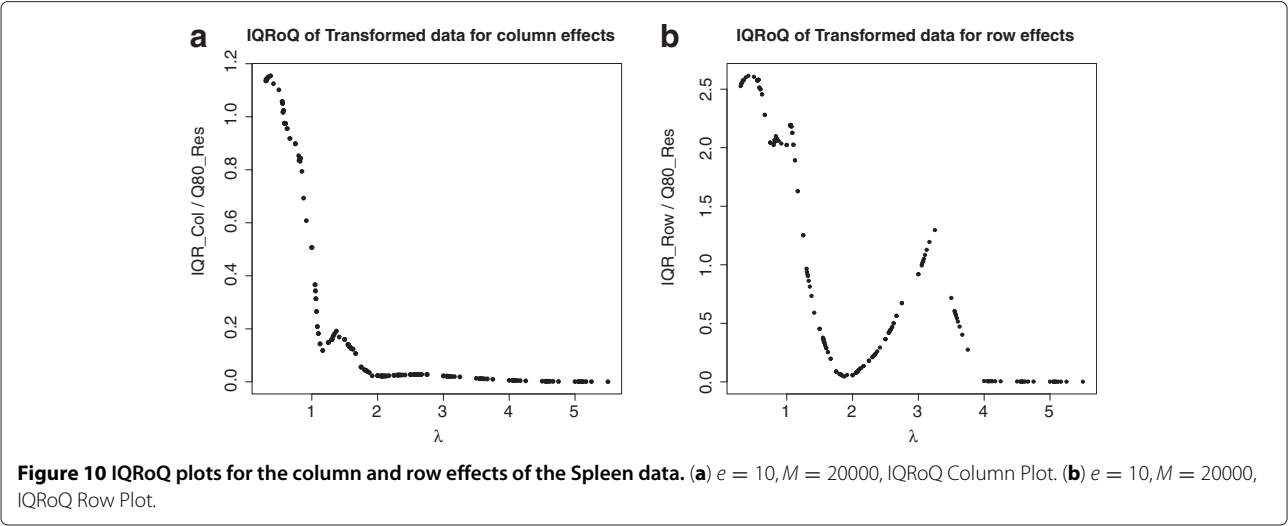 a
IQRoQ of Transformed data for column effects
IQR_Col / Q80_Res
1.2
1.0
0.8
0.6
0.4
0.2
0.0
1 2 3 4 5
λ
b
IQRoQ of Transformed data for row effects
IQR_Row / Q80_Res
2.5
2.0
1.5
1.0
0.5
0.0
1 2 3 4 5
λ
Figure 10 IQRoQ plots for the column and row effects of the Spleen data. (a) e = 10, M = 20000, IQRoQ Column Plot. (b) e = 10, M = 20000,
IQRoQ Row Plot.